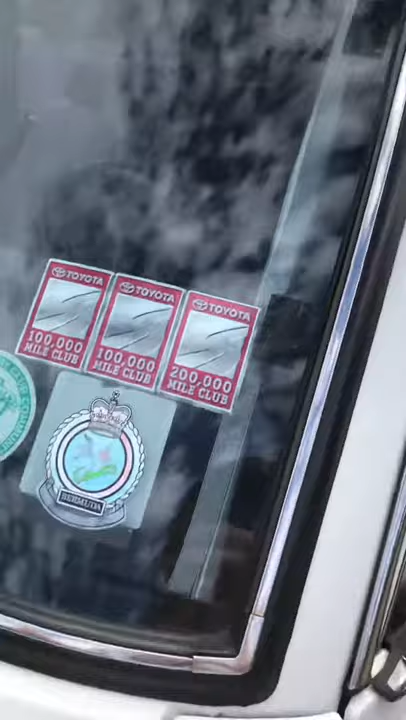 TOYOTA
100,000
MILE CLUB
TOYOTA
100,000
MILE CLUB
TOYOTA
200,000
MILE CLUB
BERMUDA